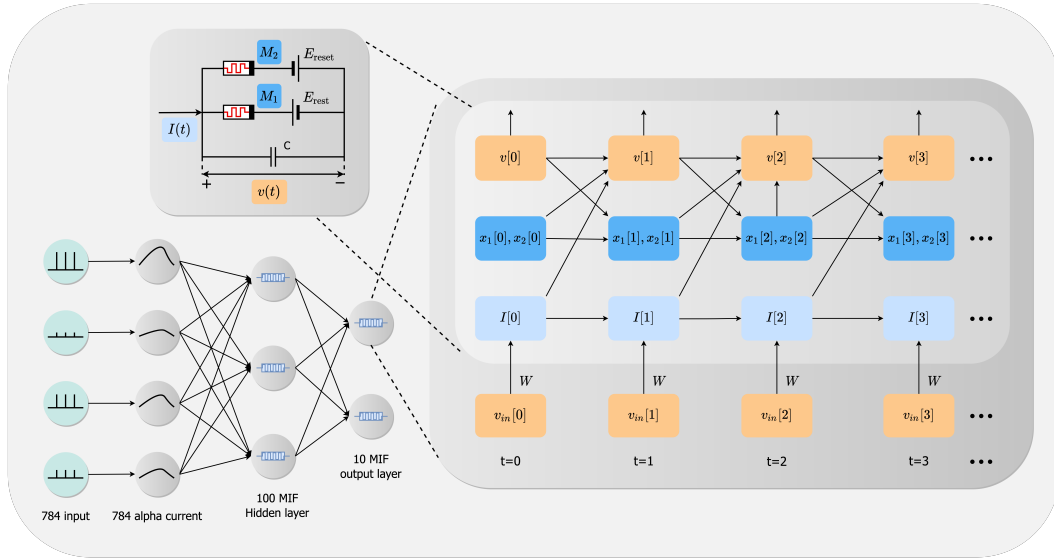 M₂
E_reset
M₁
E_rest
I(t)
C
+
−
v(t)
v[0]
v[1]
v[2]
v[3]
•••
x₁[0], x₂[0]
x₁[1], x₂[1]
x₁[2], x₂[2]
x₁[3], x₂[3]
•••
I[0]
I[1]
I[2]
I[3]
•••
W
W
W
W
v_in[0]
v_in[1]
v_in[2]
v_in[3]
•••
t=0
t=1
t=2
t=3
•••
784 input
784 alpha current
100 MIF
Hidden layer
10 MIF
output layer